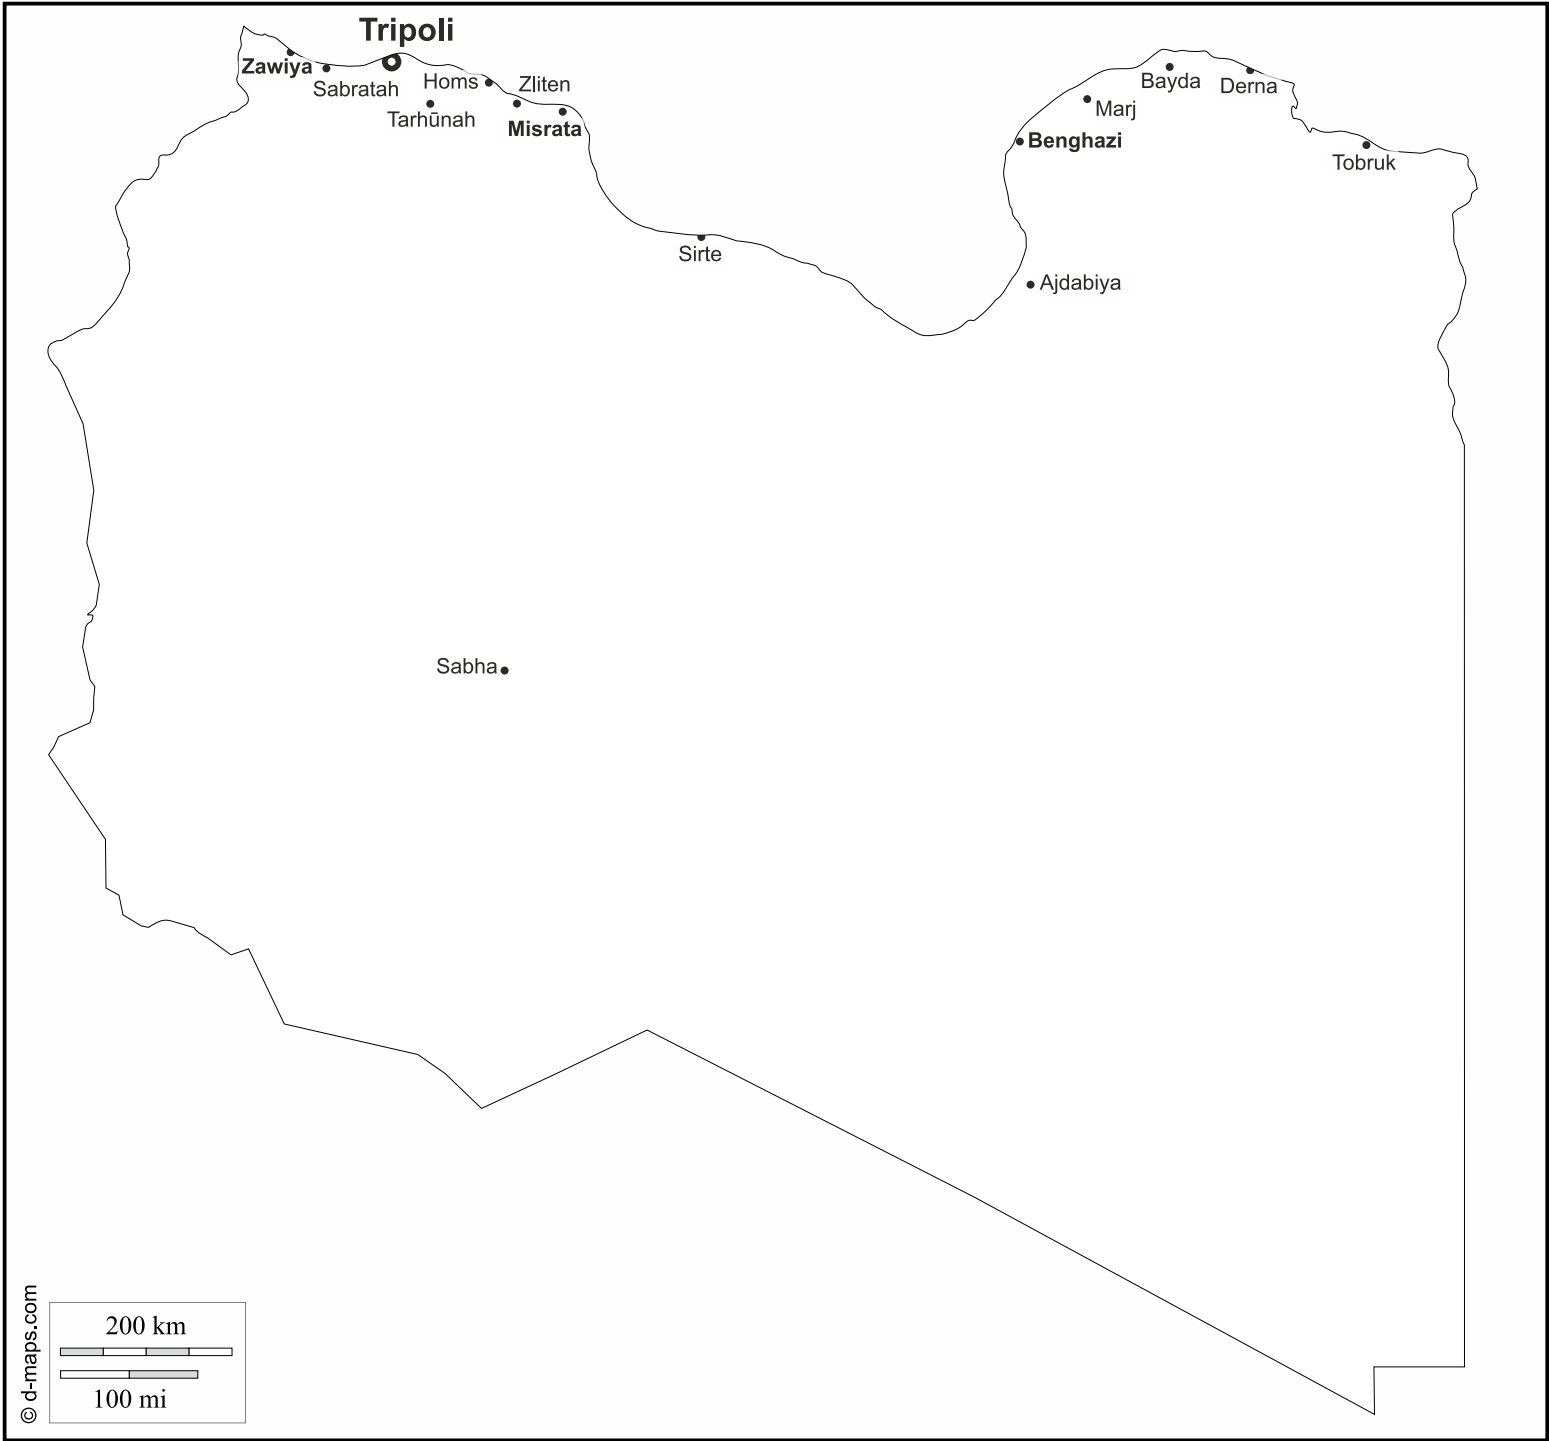 Tripoli
Zawiya
Sabratah
Homs
Zliten
Tarhūnah
Misrata
Bayda
Derna
Marj
Benghazi
Tobruk
Sirte
Ajdabiya
Sabha
200 km
100 mi
© d-maps.com